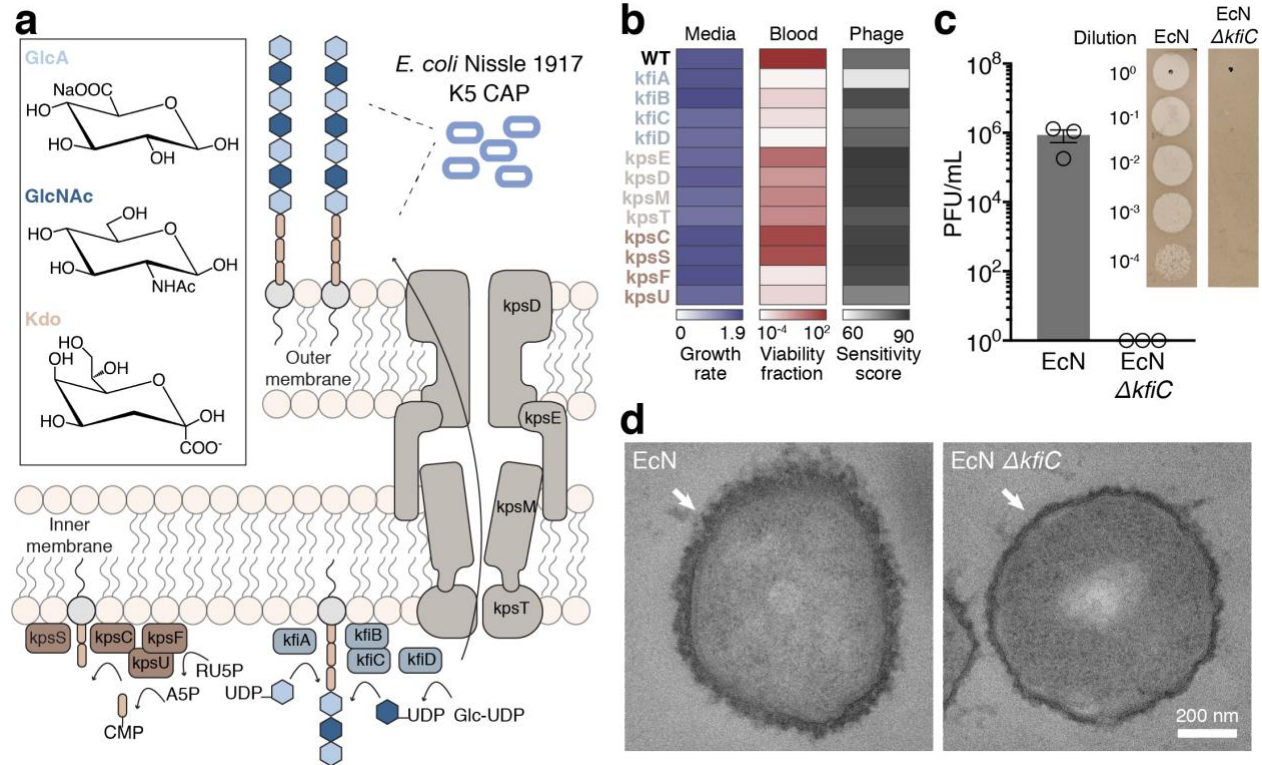 a
GlcA
NaOOC
O
HO
HO
OH
OH
GlcNAc
OH
HO
O
HO
OH
NHAc
Kdo
HO
OH
OH
O
HO
OH
COO-
E. coli Nissle 1917
K5 CAP
Outer
membrane
kpsD
kpsE
kpsM
kpsT
Inner
membrane
kpsS
kpsC
kpsF
kpsU
RU5P
A5P
CMP
kfiA
kfiB
kfiC
kfiD
UDP
UDP
Glc-UDP
b
Media
Blood
Phage
WT
kfiA
kfiB
kfiC
kfiD
kpsE
kpsD
kpsM
kpsT
kpsC
kpsS
kpsF
kpsU
0 1.9
Growth
rate
10-4 102
Viability
fraction
60 90
Sensitivity
score
c
PFU/mL
108
106
104
102
100
EcN
EcN
ΔkfiC
Dilution
EcN
EcN
ΔkfiC
100
10-1
10-2
10-3
10-4
d
EcN
EcN ΔkfiC
200 nm